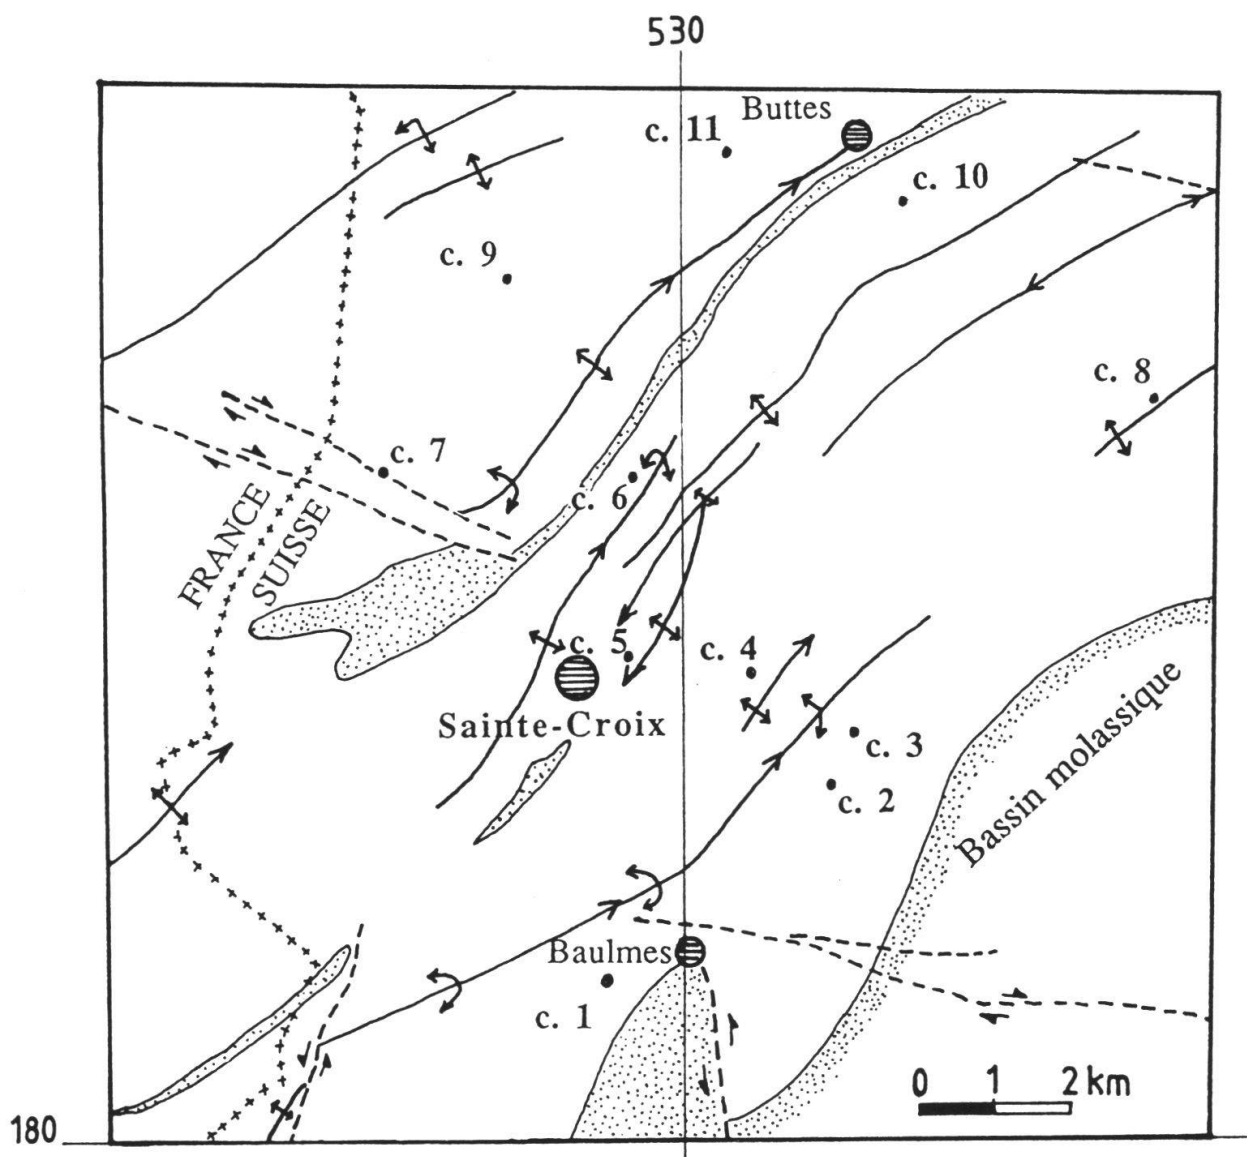 530
Buttes
c. 11
c. 10
c. 9
c. 8
c. 7
c. 6
FRANCE
SUISSE
c. 5
c. 4
Sainte-Croix
c. 3
c. 2
Bassin molassique
Baulmes
c. 1
0 1 2 km
180